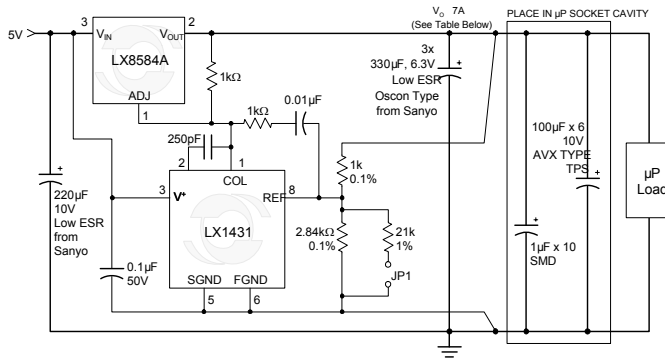 V_O 7A
(See Table Below)
PLACE IN µP SOCKET CAVITY
5V
3
V_IN
V_OUT
2
LX8584A
ADJ
1
1kΩ
1kΩ
0.01µF
250pF
3x
330µF, 6.3V
Low ESR
Oscon Type
from Sanyo
100µF x 6
10V
AVX TYPE
TPS
µP
Load
220µF
10V
Low ESR
from
Sanyo
2
1
COL
3
V+
REF
8
LX1431
SGND
FGND
5
6
1k
0.1%
2.84kΩ
0.1%
21k
1%
JP1
0.1µF
50V
1µF x 10
SMD